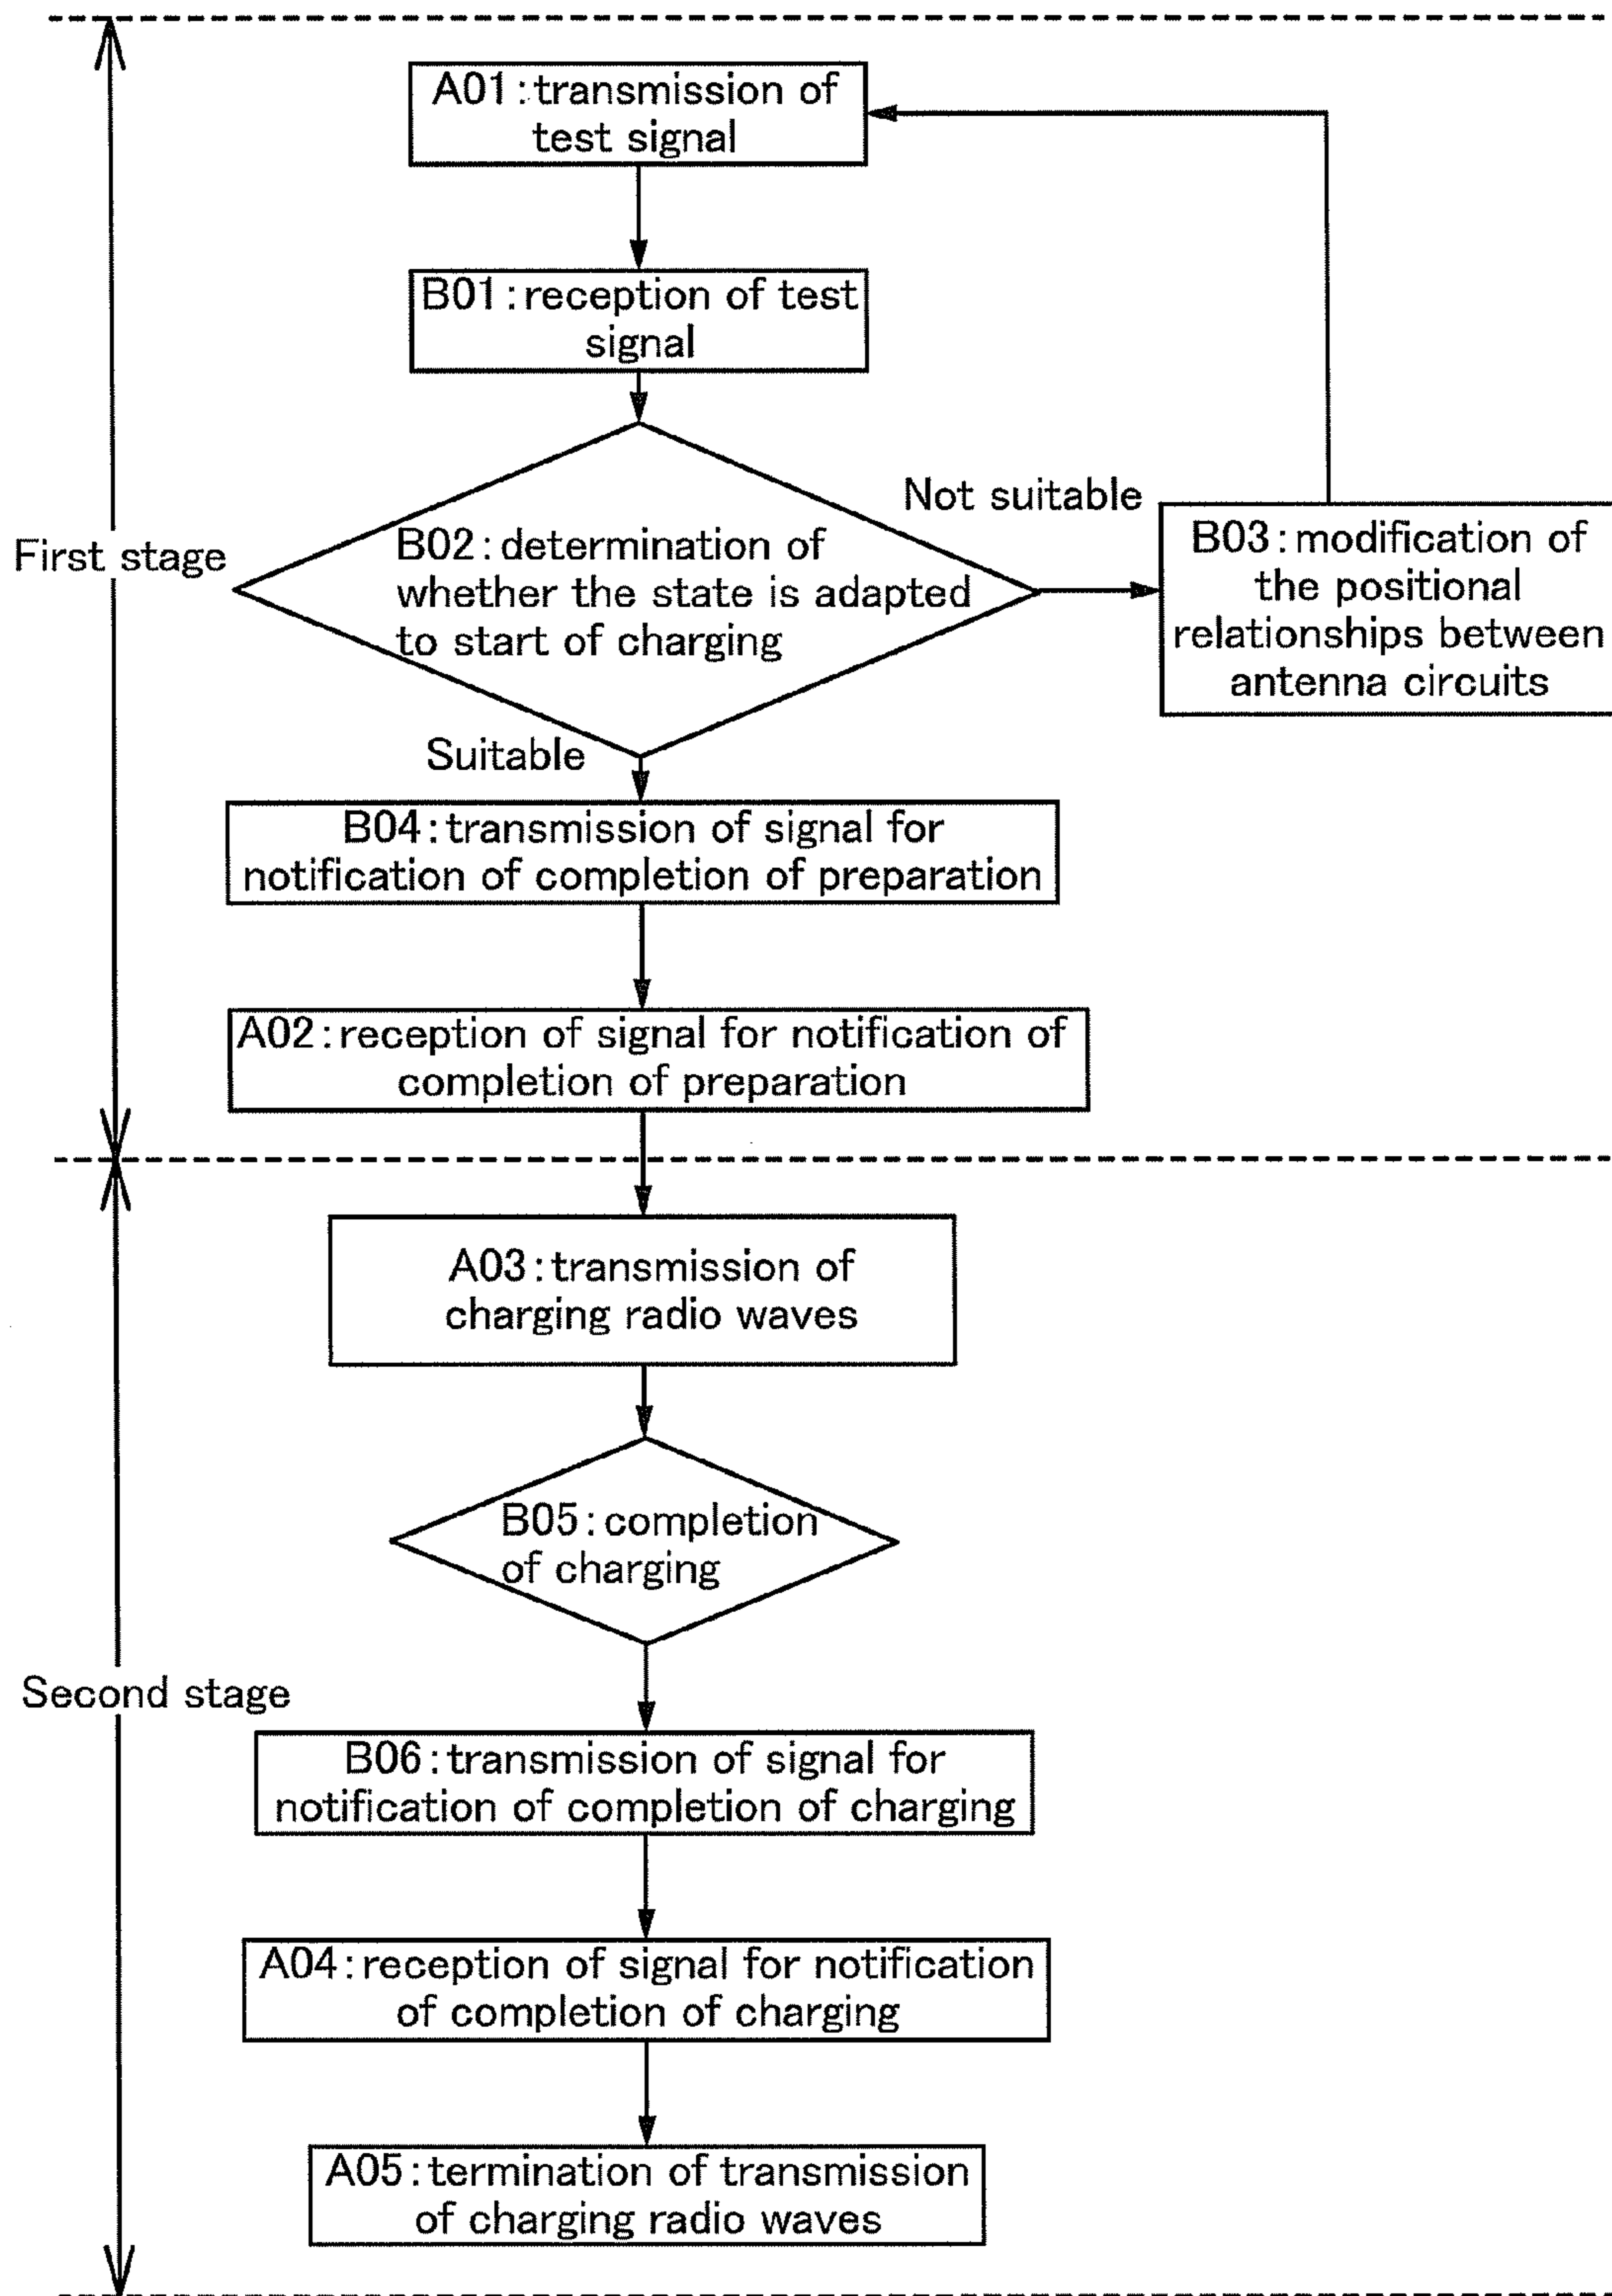 A01:transmission of
test signal
B01:reception of test
signal
Not suitable
B02:determination of
whether the state is adapted
to start of charging
B03:modification of
the positional
relationships between
antenna circuits
First stage
Suitable
B04:transmission of signal for
notification of completion of preparation
A02:reception of signal for notification of
completion of preparation
A03:transmission of
charging radio waves
B05:completion
of charging
Second stage
B06:transmission of signal for
notification of completion of charging
A04:reception of signal for notification
of completion of charging
A05:termination of transmission
of charging radio waves